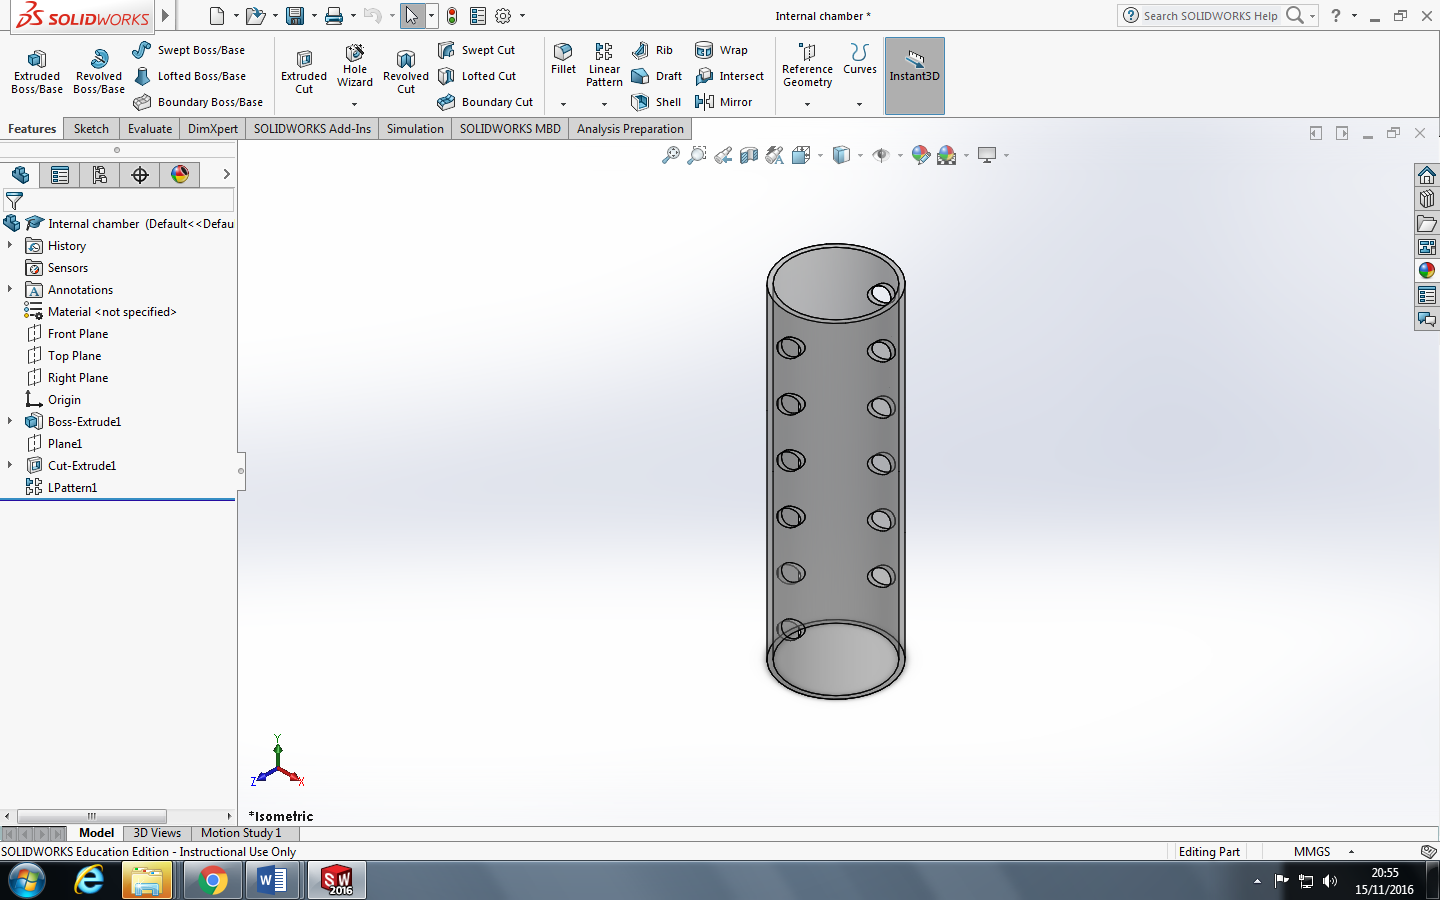 SOLIDWORKS
Internal chamber *
Search SOLIDWORKS Help
?
Extruded Boss/Base
Revolved Boss/Base
Swept Boss/Base
Lofted Boss/Base
Boundary Boss/Base
Extruded Cut
Hole Wizard
Revolved Cut
Swept Cut
Lofted Cut
Boundary Cut
Fillet
Linear Pattern
Rib
Draft
Shell
Wrap
Intersect
Mirror
Reference Geometry
Curves
Instant3D
Features
Sketch
Evaluate
DimXpert
SOLIDWORKS Add-Ins
Simulation
SOLIDWORKS MBD
Analysis Preparation
Internal chamber (Default<<Defau
History
Sensors
Annotations
Material <not specified>
Front Plane
Top Plane
Right Plane
Origin
Boss-Extrude1
Plane1
Cut-Extrude1
LPattern1
Y
Z
X
*Isometric
Model
3D Views
Motion Study 1
SOLIDWORKS Education Edition - Instructional Use Only
Editing Part
MMGS
SW
2016
20:55
15/11/2016